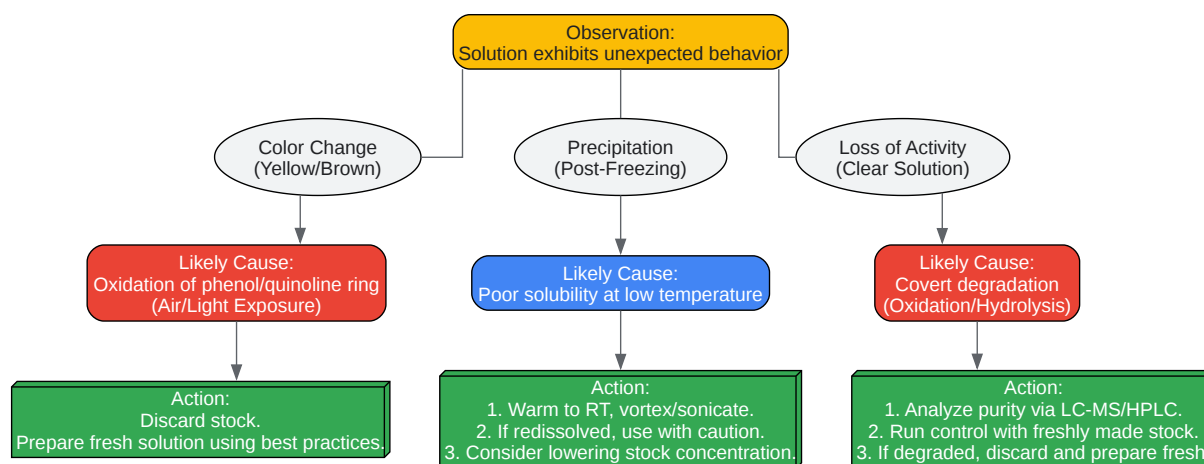 Observation:
Solution exhibits unexpected behavior
Color Change
(Yellow/Brown)
Precipitation
(Post-Freezing)
Loss of Activity
(Clear Solution)
Likely Cause:
Oxidation of phenol/quinoline ring
(Air/Light Exposure)
Likely Cause:
Poor solubility at low temperature
Likely Cause:
Covert degradation
(Oxidation/Hydrolysis)
Action:
Discard stock.
Prepare fresh solution using best practices.
Action:
1. Warm to RT, vortex/sonicate.
2. If redissolved, use with caution.
3. Consider lowering stock concentration.
Action:
1. Analyze purity via LC-MS/HPLC.
2. Run control with freshly made stock.
3. If degraded, discard and prepare fresh